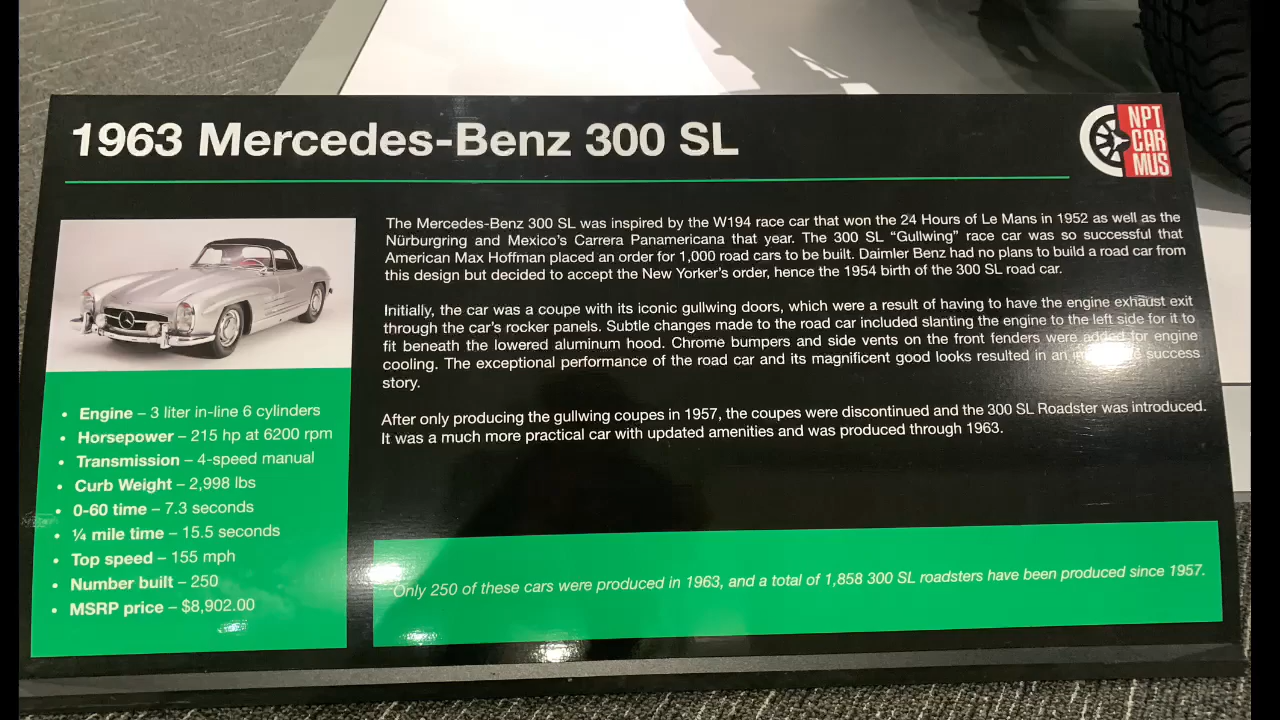 1963 Mercedes-Benz 300 SL
NPT
CAR
MUS
The Mercedes-Benz 300 SL was inspired by the W194 race car that won the 24 Hours of Le Mans in 1952 as well as the
Nürburgring and Mexico's Carrera Panamericana that year. The 300 SL “Gullwing” race car was so successful that
American Max Hoffman placed an order for 1,000 road cars to be built. Daimler Benz had no plans to build a road car from
this design but decided to accept the New Yorker's order, hence the 1954 birth of the 300 SL road car.
Initially, the car was a coupe with its iconic gullwing doors, which were a result of having to have the engine exhaust exit
through the car's rocker panels. Subtle changes made to the road car included slanting the engine to the left side for it to
fit beneath the lowered aluminum hood. Chrome bumpers and side vents on the front fenders were added for engine
cooling. The exceptional performance of the road car and its magnificent good looks resulted in an success
story.
After only producing the gullwing coupes in 1957, the coupes were discontinued and the 300 SL Roadster was introduced.
It was a much more practical car with updated amenities and was produced through 1963.
• Engine – 3 liter in-line 6 cylinders
• Horsepower – 215 hp at 6200 rpm
• Transmission – 4-speed manual
• Curb Weight – 2,998 lbs
• 0-60 time – 7.3 seconds
• ¼ mile time – 15.5 seconds
• Top speed – 155 mph
• Number built – 250
• MSRP price – $8,902.00
Only 250 of these cars were produced in 1963, and a total of 1,858 300 SL roadsters have been produced since 1957.